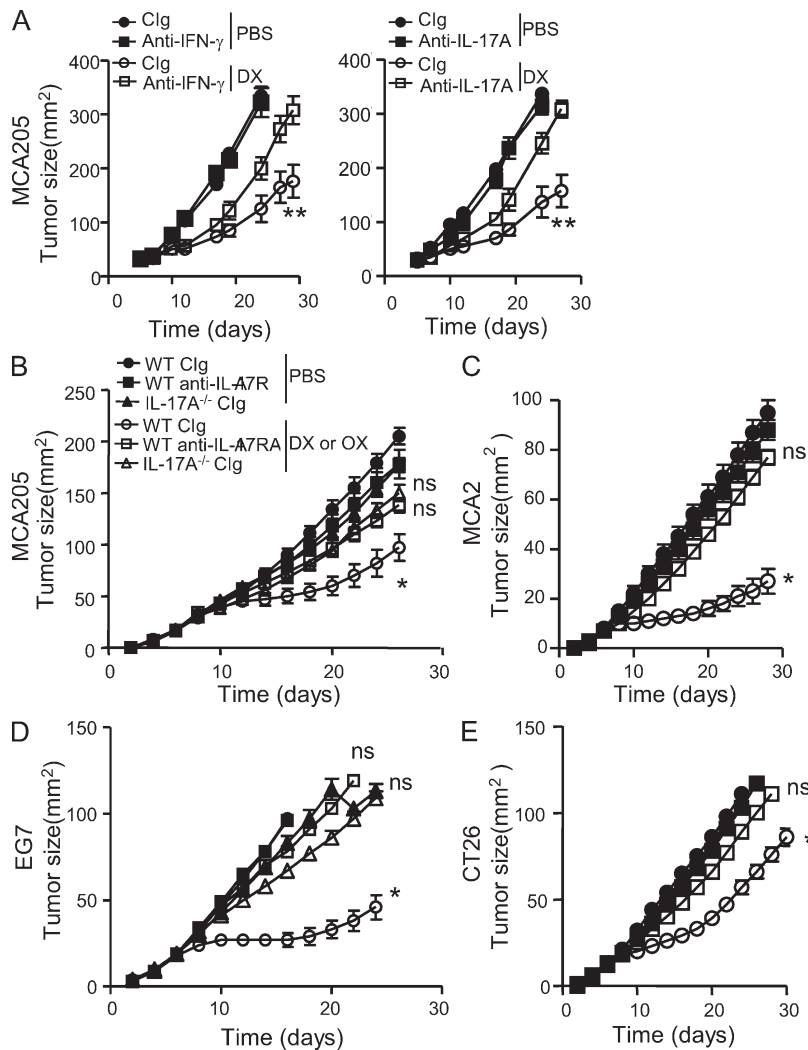 A
CIg
Anti-IFN-γ
PBS
CIg
Anti-IFN-γ
DX
MCA205
Tumor size(mm²)
400
300
200
100
0
0 10 20 30
Time (days)
**
CIg
Anti-IL-17A
PBS
CIg
Anti-IL-17A
DX
400
300
200
100
0
0 10 20 30
Time (days)
**
B
WT CIg
WT anti-IL-A7R
IL-17A-/- CIg
PBS
WT CIg
WT anti-IL-A7RA
IL-17A-/- CIg
DX or OX
MCA205
Tumor size(mm²)
250
200
150
100
50
0
0 10 20 30
Time (days)
ns
ns
*
C
MCA2
Tumor size(mm²)
100
80
60
40
20
0
0 10 20 30
Time (days)
ns
*
D
EG7
Tumor size(mm²)
150
100
50
0
0 10 20 30
Time (days)
ns
ns
*
E
CT26
Tumor size(mm²)
150
100
50
0
0 10 20 30
Time (days)
ns
*